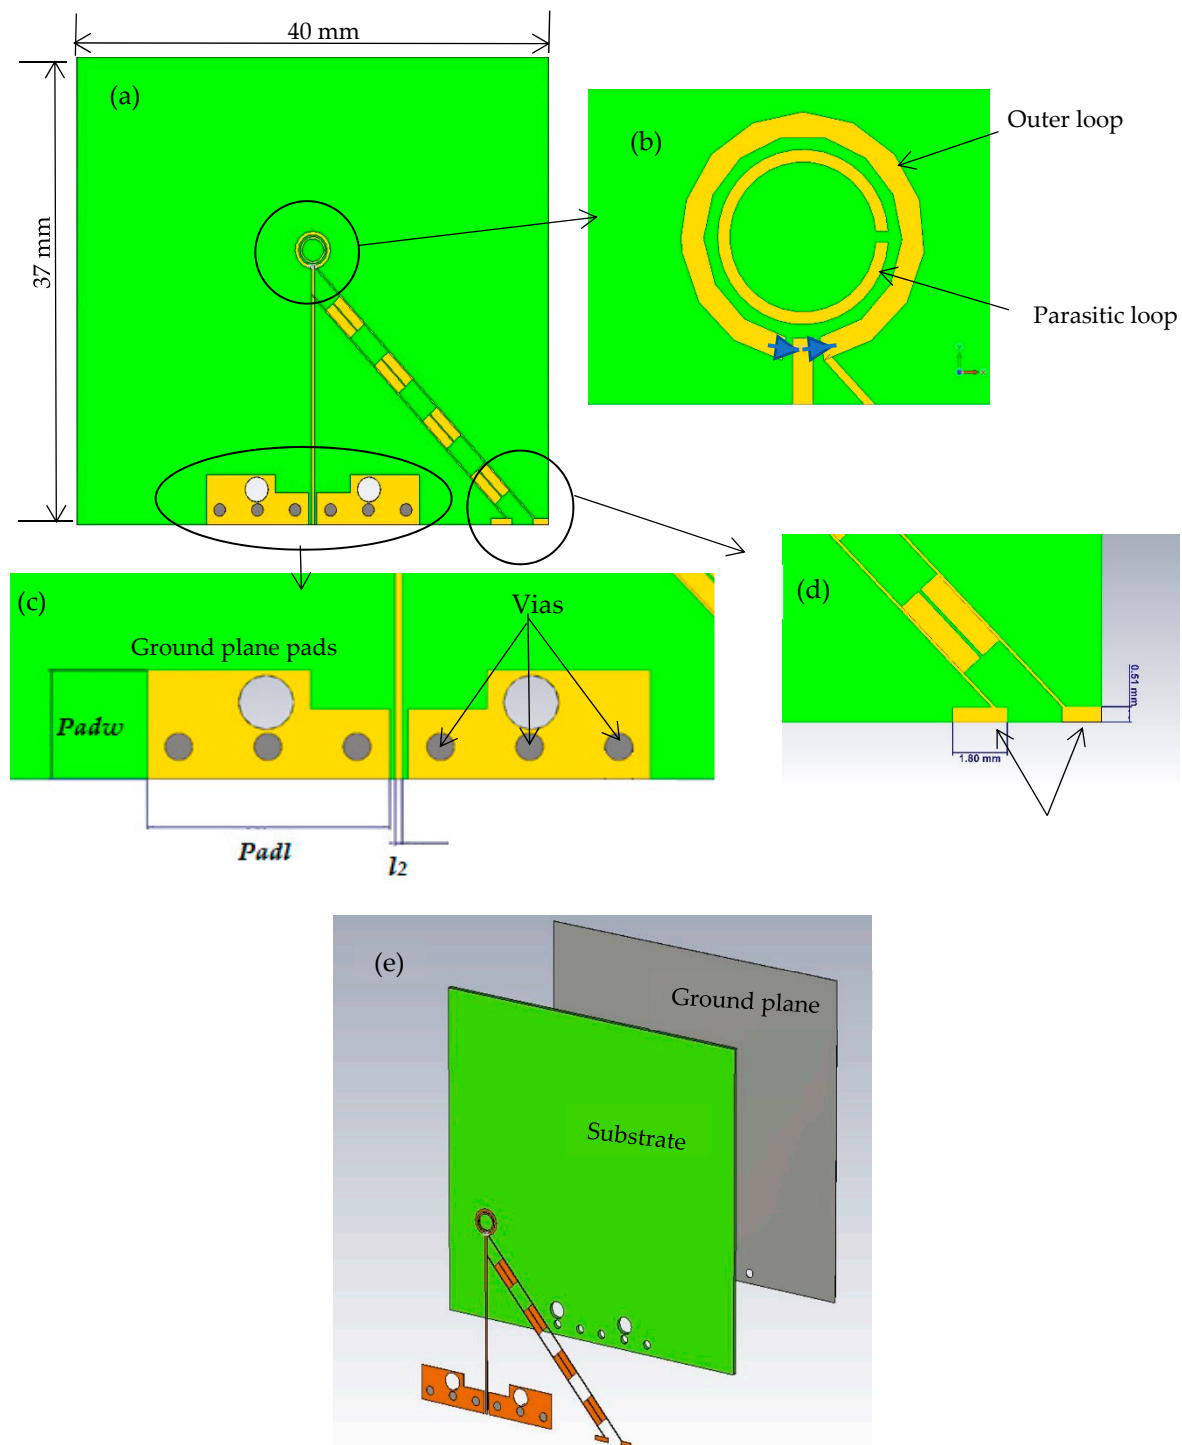 40 mm
(a)
37 mm
(b)
Outer loop
Parasitic loop
(c)
Ground plane pads
Vias
Padw
Padl
l2
(d)
0.51 mm
1.80 mm
(e)
Ground plane
Substrate